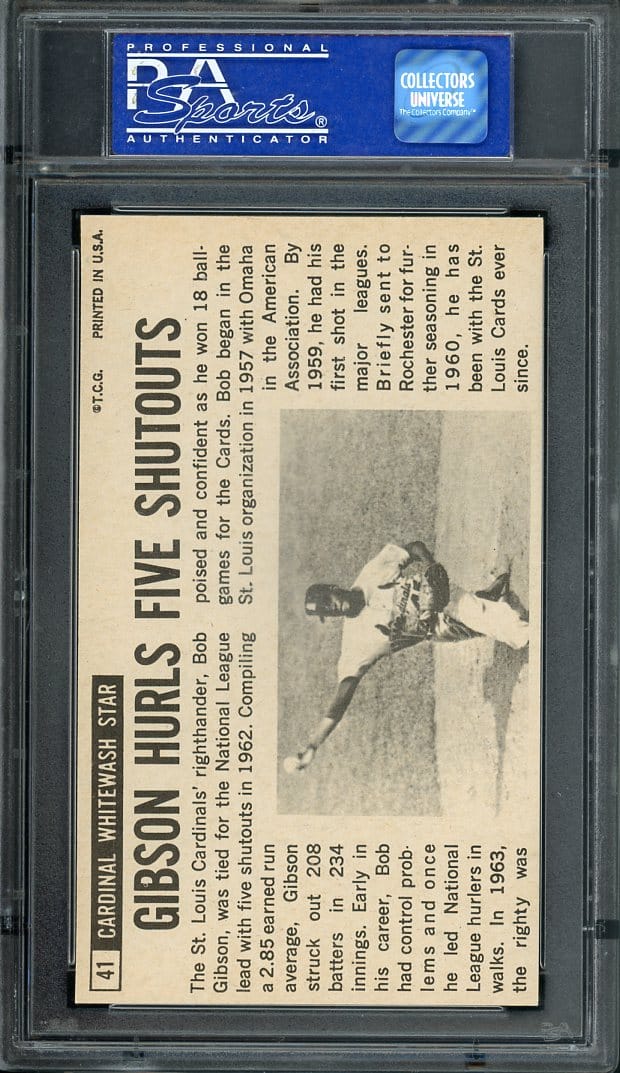 PROFESSIONAL
PSA
Sports®
AUTHENTICATOR
COLLECTORS
UNIVERSE
The Collectors Company™
41 CARDINAL WHITEWASH STAR
©T.C.G. PRINTED IN U.S.A.
GIBSON HURLS FIVE SHUTOUTS
The St. Louis Cardinals' righthander, Bob
Gibson, was tied for the National League
lead with five shutouts in 1962. Compiling
a 2.85 earned run
average, Gibson
struck out 208
batters in 234
innings. Early in
his career, Bob
had control prob-
lems and once
he led National
League hurlers in
walks. In 1963,
the righty was
poised and confident as he won 18 ball-
games for the Cards. Bob began in the
St. Louis organization in 1957 with Omaha
in the American
Association. By
1959, he had his
first shot in the
major leagues.
Briefly sent to
Rochester for fur-
ther seasoning in
1960, he has
been with the St.
Louis Cards ever
since.
Cardinals